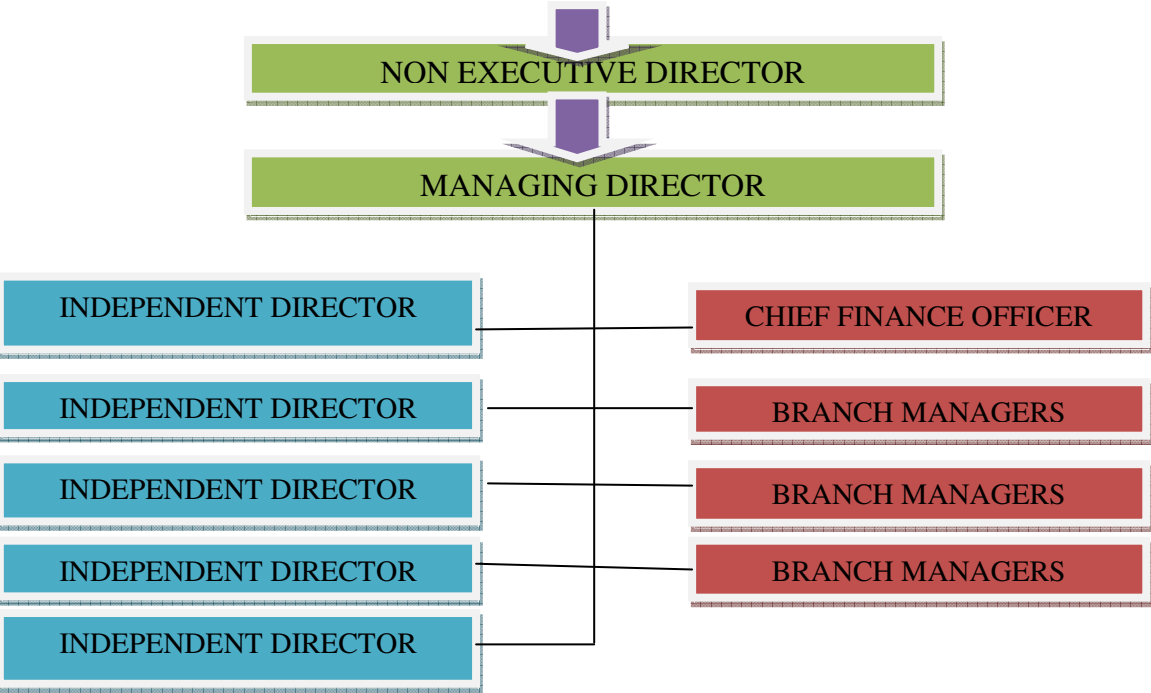 NON EXECUTIVE DIRECTOR
MANAGING DIRECTOR
INDEPENDENT DIRECTOR
CHIEF FINANCE OFFICER
INDEPENDENT DIRECTOR
BRANCH MANAGERS
INDEPENDENT DIRECTOR
BRANCH MANAGERS
INDEPENDENT DIRECTOR
BRANCH MANAGERS
INDEPENDENT DIRECTOR